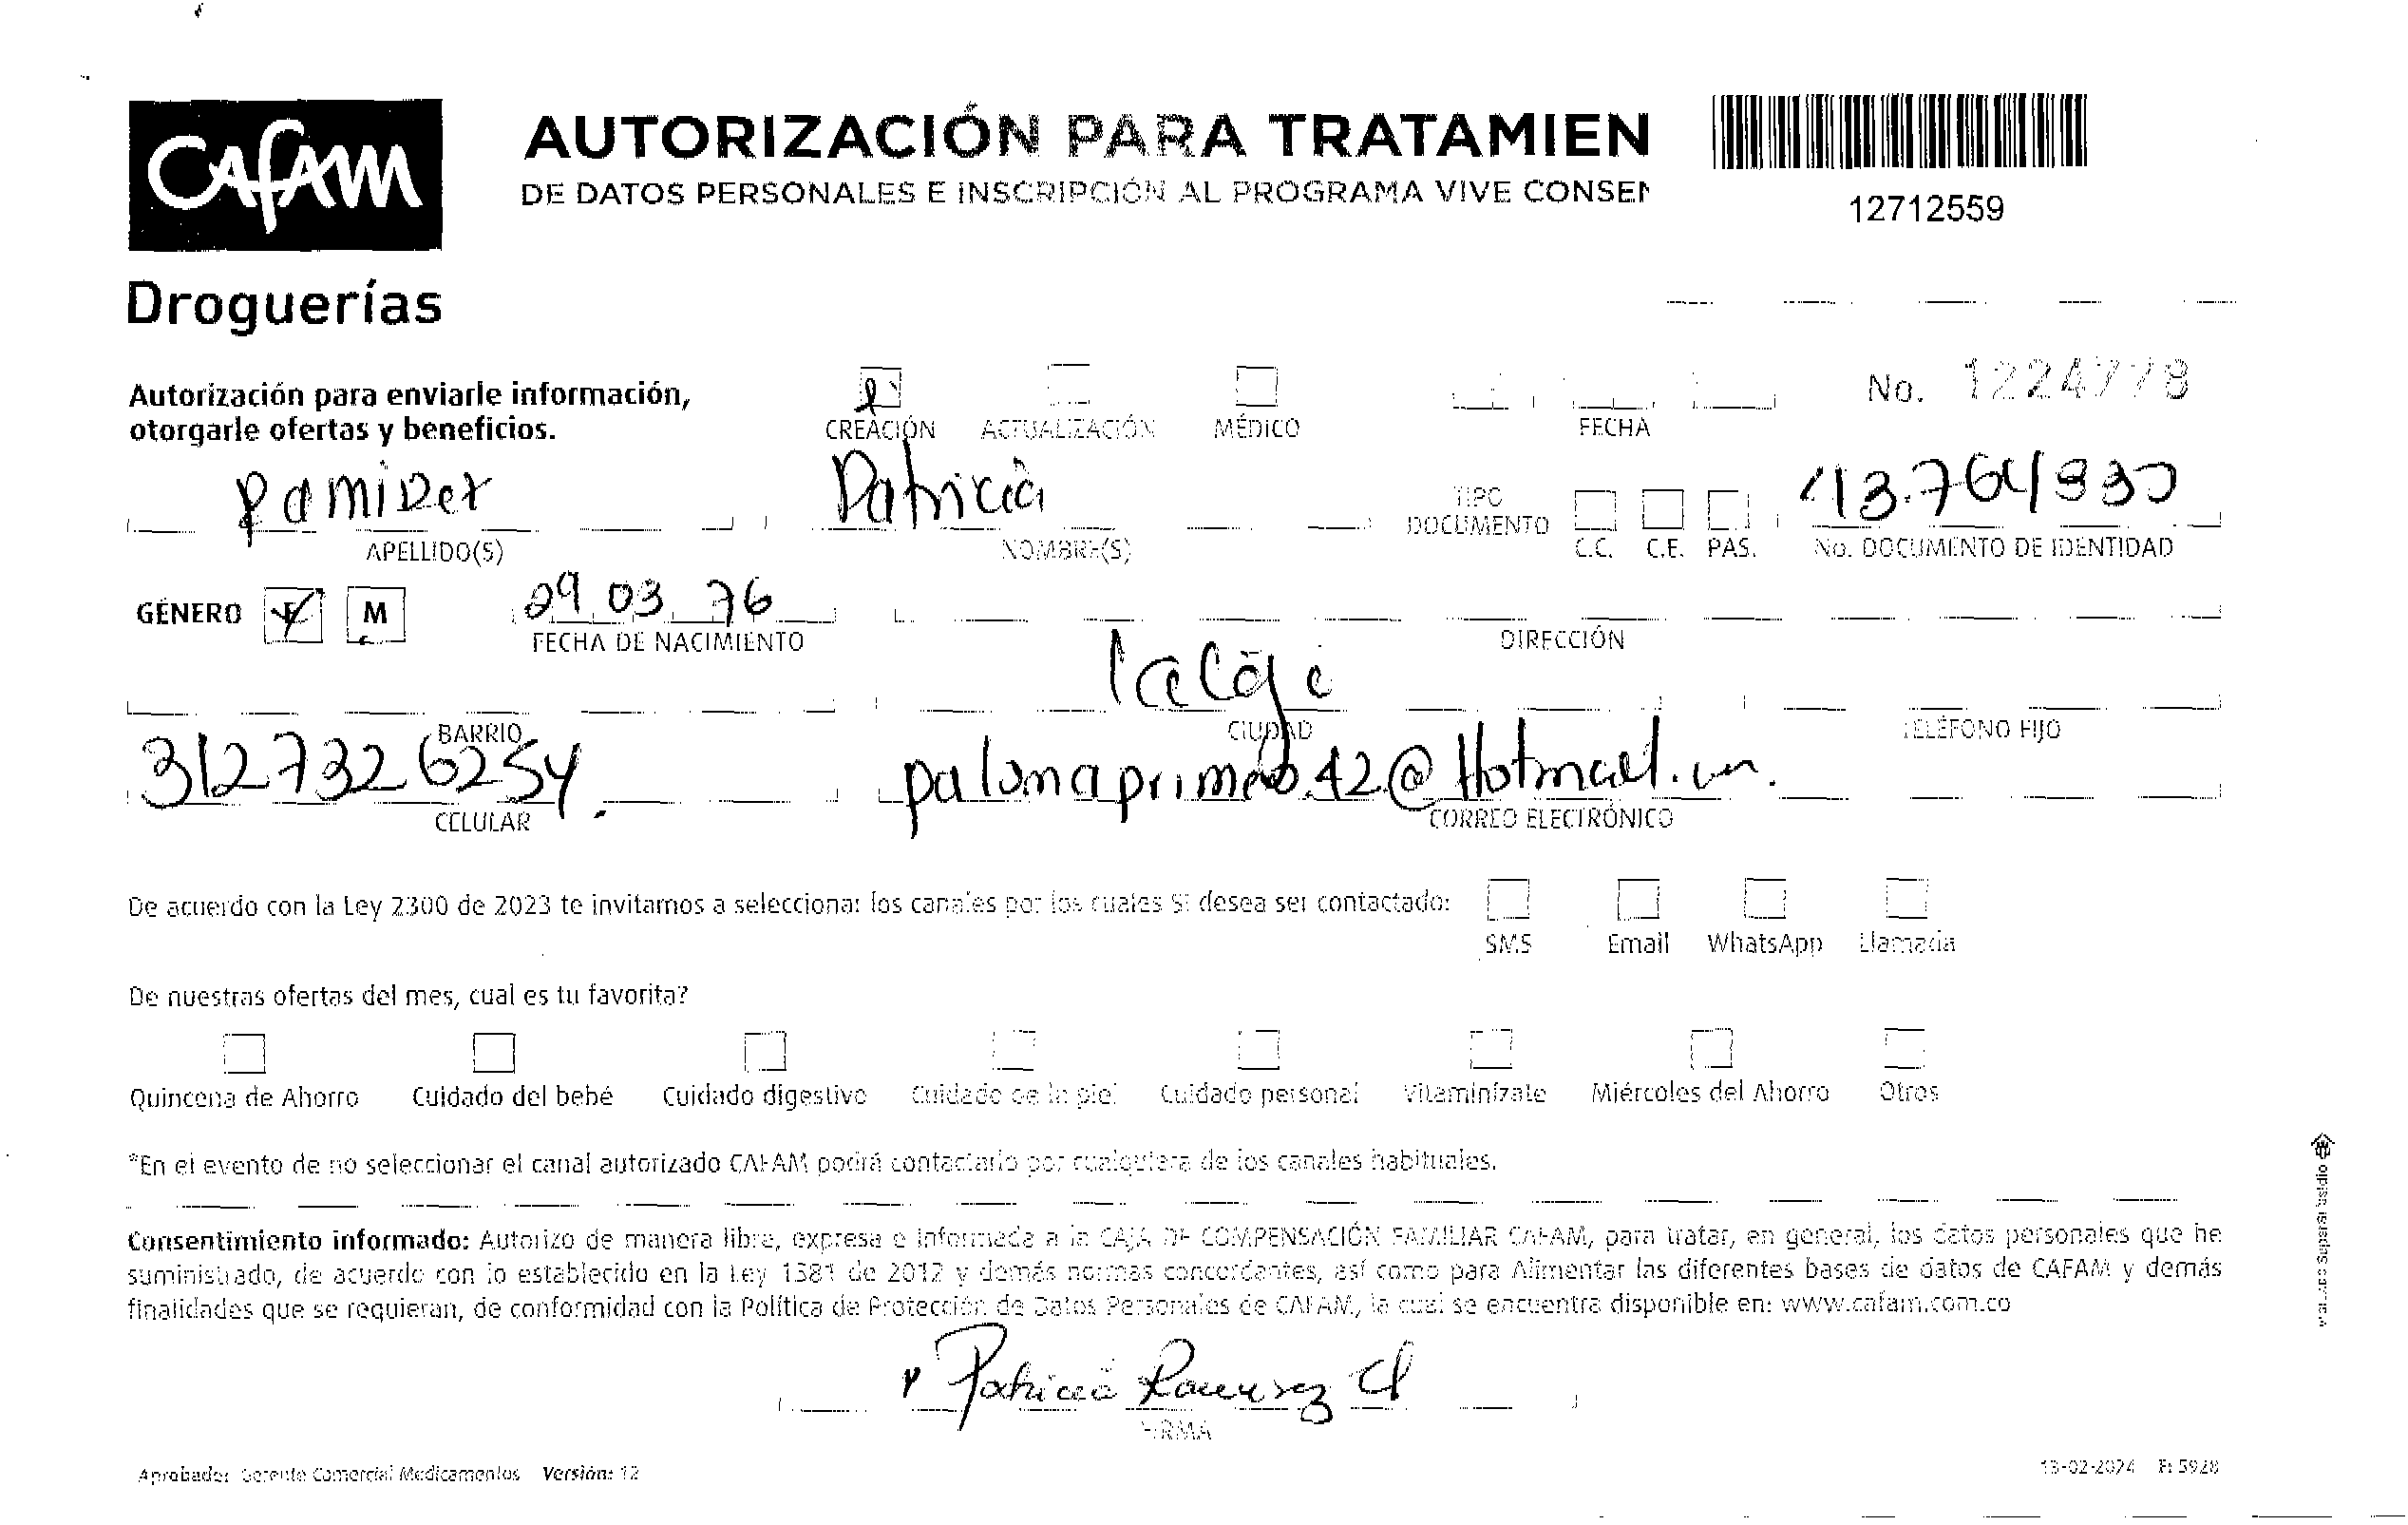 CAFAM
Droguerías
AUTORIZACIÓN PARA TRATAMIEN
DE DATOS PERSONALES E INSCRIPCIÓN AL PROGRAMA VIVE CONSEN
12712559
Autorización para enviarle información,
otorgarle ofertas y beneficios.
CREACIÓN ACTUALIZACIÓN MÉDICO FECHA No. 1224778
Ramirez Patricia
APELLIDO(S) NOMBRE(S) TIPO DOCUMENTO C.C. C.E. PAS. No. DOCUMENTO DE IDENTIDAD
GÉNERO F M 29 03 76
FECHA DE NACIMIENTO DIRECCIÓN
BARRIO CIUDAD TELÉFONO FIJO
3127326254 @Hotmail.
CELULAR CORREO ELECTRÓNICO
De acuerdo con la Ley 2300 de 2023 te invitamos a seleccionar los canales por los cuales Si desea ser contactado:
SMS Email WhatsApp Llamada
De nuestras ofertas del mes, cual es tu favorita?
Quincena de Ahorro Cuidado del bebé Cuidado digestivo Cuidado de la piel Cuidado personal Vitaminízate Miércoles del Ahorro Otros
*En el evento de no seleccionar el canal autorizado CAFAM podrá contactarlo por cualquiera de los canales habituales.
Consentimiento informado: Autorizo de manera libre, expresa e informada a la CAJA DE COMPENSACIÓN FAMILIAR CAFAM, para tratar, en general, los datos personales que he
suministrado, de acuerdo con lo establecido en la Ley 1581 de 2012 y demás normas concordantes, así como para Alimentar las diferentes bases de datos de CAFAM y demás
finalidades que se requieran, de conformidad con la Política de Protección de Datos Personales de CAFAM, la cual se encuentra disponible en: www.cafam.com.co
Patricia Ramirez
FIRMA
Aprobado: Gerente Comercial Medicamentos Versión: 12
13-02-2024 F: 5928